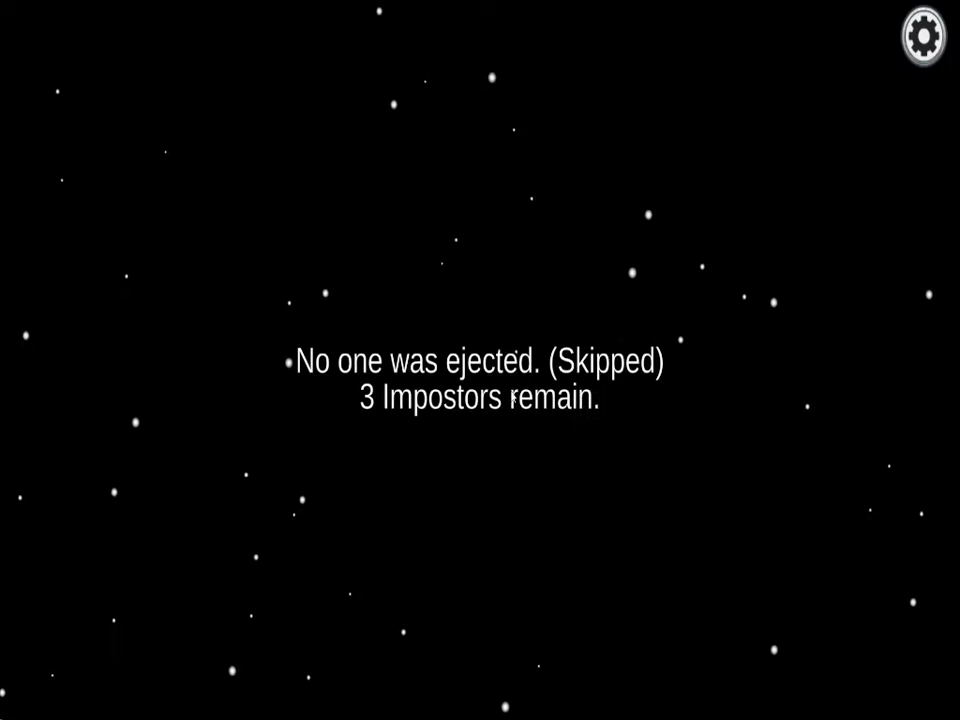 No one was ejected. (Skipped)
3 Impostors remain.